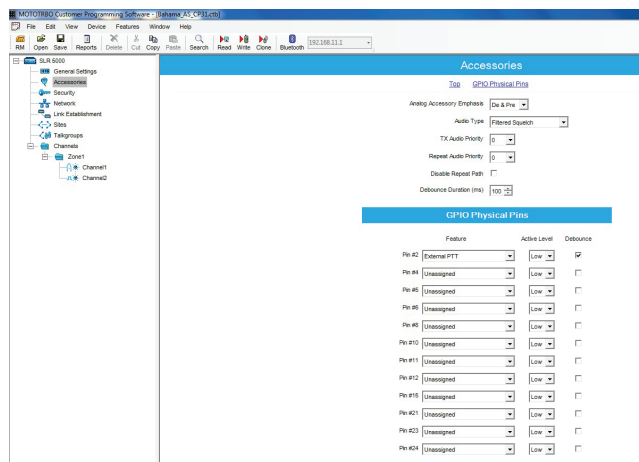 MOTOTRBO Customer Programming Software - [Bahama_A5_CP31.ctb]
File Edit View Device Features Window Help
RM Open Save Reports Delete Cut Copy Paste Search Read Write Clone Bluetooth 192.168.11.1
SLR 5000
General Settings
Accessories
Security
Network
Link Establishment
Sites
Talkgroups
Channels
Zone1
Channel1
Channel2
Accessories
Top GPIO Physical Pins
Analog Accessory Emphasis De & Pre
Audio Type Filtered Squelch
TX Audio Priority 0
Repeat Audio Priority 0
Disable Repeat Path
Debounce Duration (ms) 100
GPIO Physical Pins
Feature Active Level Debounce
Pin #2 External PTT Low
Pin #4 Unassigned Low
Pin #5 Unassigned Low
Pin #6 Unassigned Low
Pin #8 Unassigned Low
Pin #10 Unassigned Low
Pin #11 Unassigned Low
Pin #12 Unassigned Low
Pin #15 Unassigned Low
Pin #21 Unassigned Low
Pin #23 Unassigned Low
Pin #24 Unassigned Low